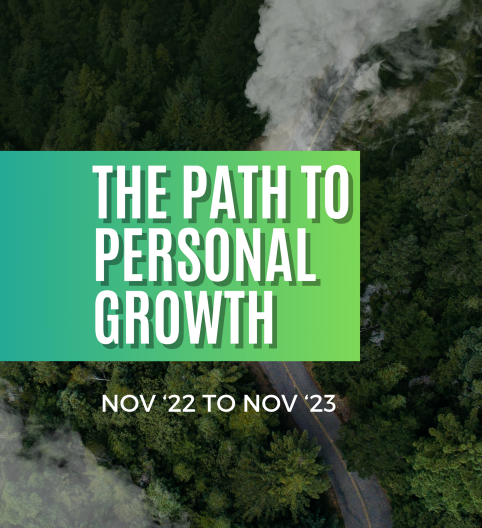 THE PATH TO
PERSONAL
GROWTH
NOV ‘22 TO NOV ‘23